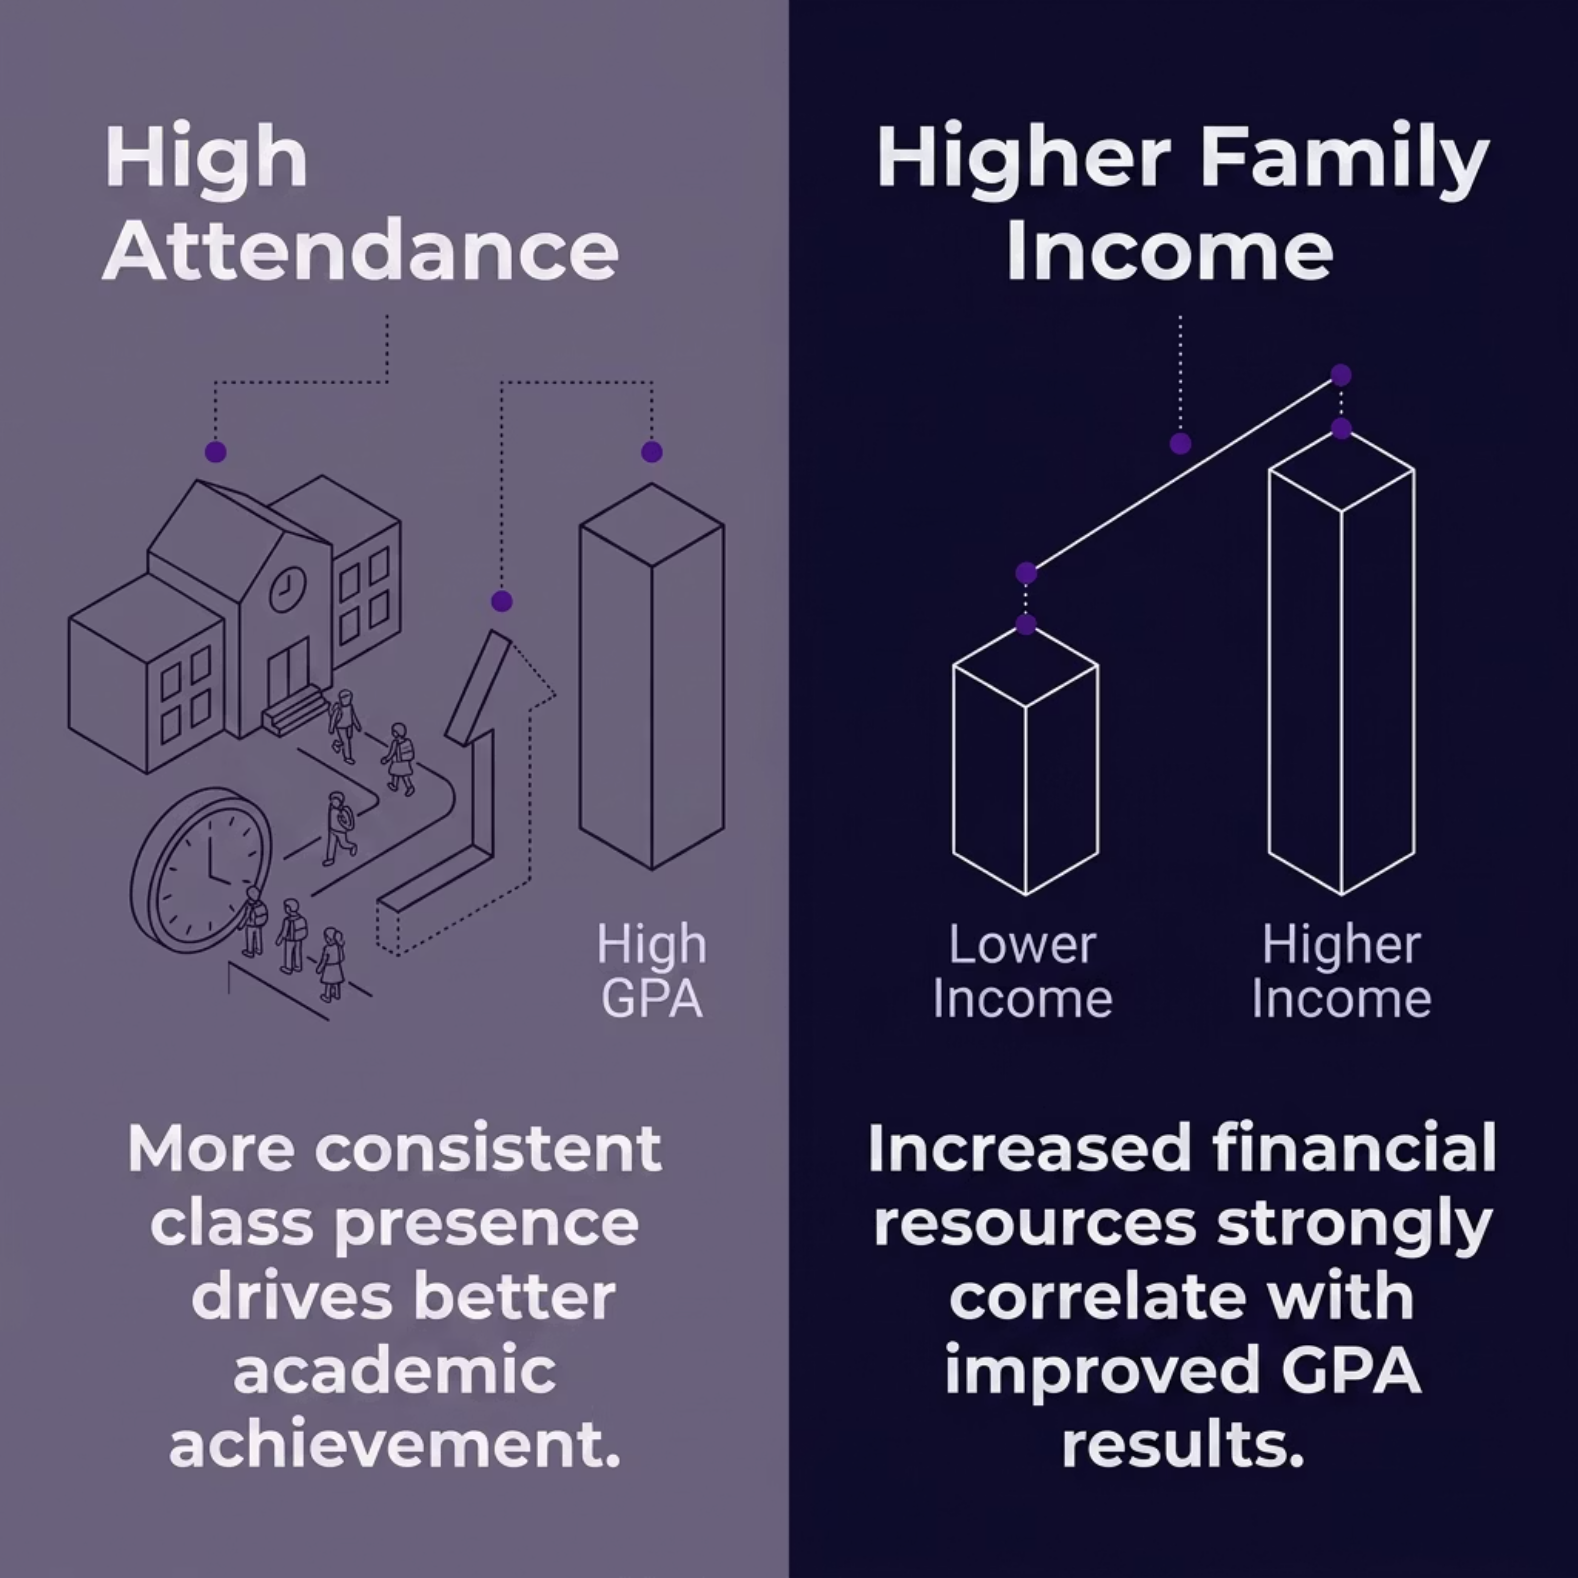 High
Attendance
High
GPA
More consistent
class presence
drives better
academic
achievement.
Higher Family
Income
Lower
Income
Higher
Income
Increased financial
resources strongly
correlate with
improved GPA
results.